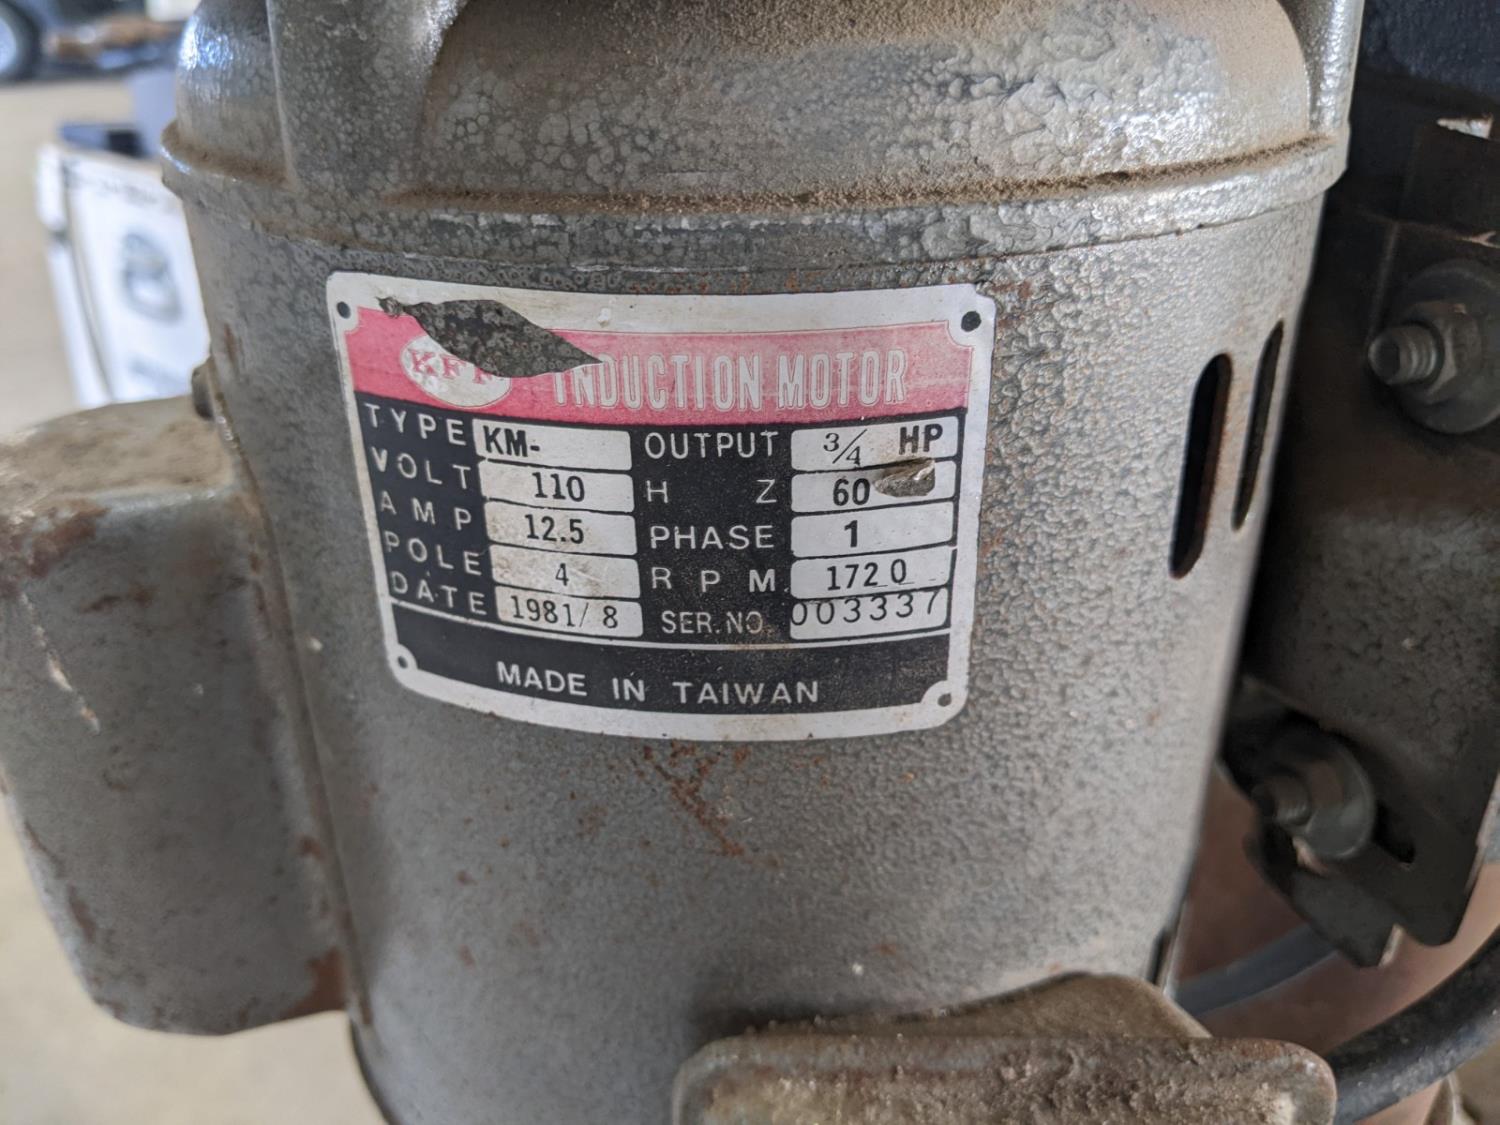 INDUCTION MOTOR
TYPE KM- OUTPUT 3/4 HP
VOLT 110 HZ 60
AMP 12.5 PHASE 1
POLE 4 RPM 1720
DATE 1981/8 SER.NO. 003337
MADE IN TAIWAN